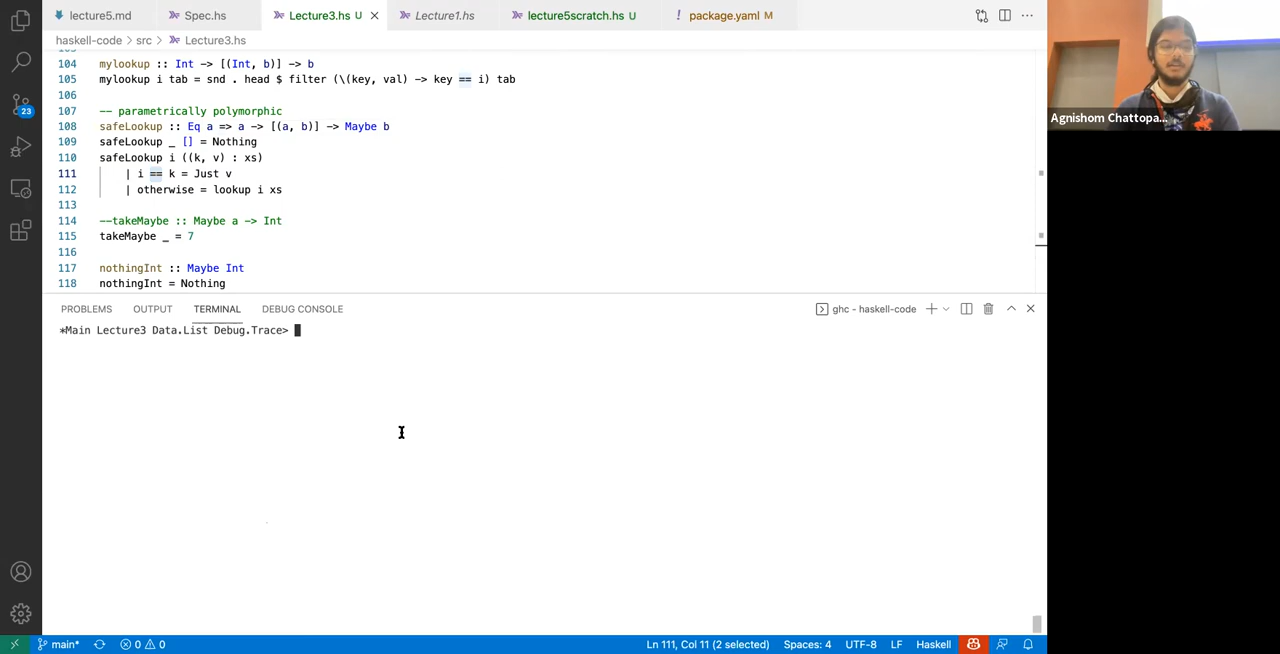 lecture5.md
Spec.hs
Lecture3.hs U
Lecture1.hs
lecture5scratch.hs U
! package.yaml M
haskell-code > src > Lecture3.hs
104 mylookup :: Int -> [(Int, b)] -> b
105 mylookup i tab = snd . head $ filter (\(key, val) -> key == i) tab
106
107 -- parametrically polymorphic
108 safeLookup :: Eq a => a -> [(a, b)] -> Maybe b
109 safeLookup _ [] = Nothing
110 safeLookup i ((k, v) : xs)
111 | i == k = Just v
112 | otherwise = lookup i xs
113
114 --takeMaybe :: Maybe a -> Int
115 takeMaybe _ = 7
116
117 nothingInt :: Maybe Int
118 nothingInt = Nothing
PROBLEMS OUTPUT TERMINAL DEBUG CONSOLE
ghc - haskell-code
*Main Lecture3 Data.List Debug.Trace>
23
main* 0 0 Ln 111, Col 11 (2 selected) Spaces: 4 UTF-8 LF Haskell
Agnishom Chattopa...